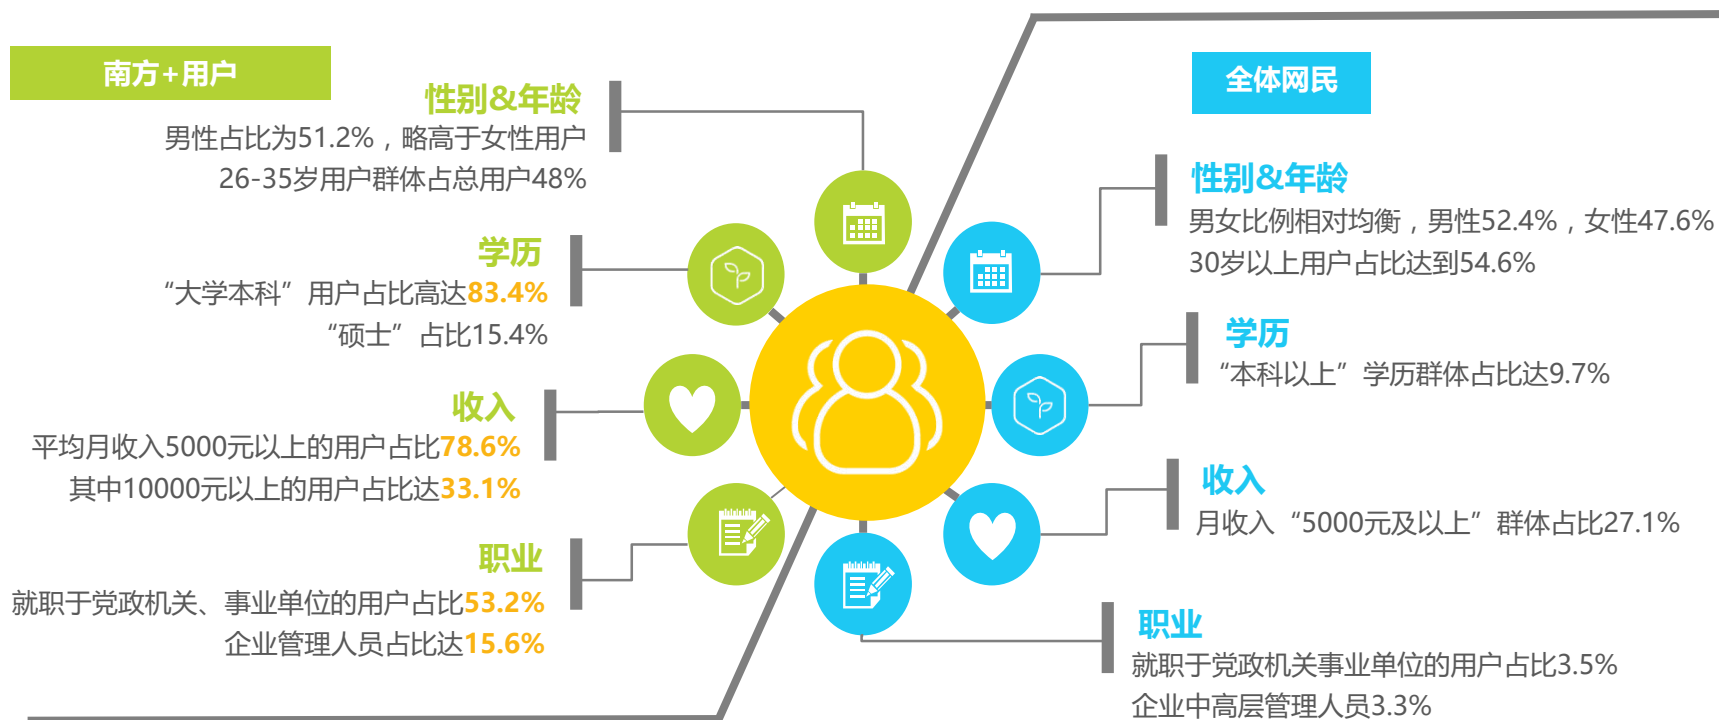 南方+用户
性别&年龄
男性占比为51.2%，略高于女性用户
26-35岁用户群体占总用户48%
学历
“大学本科”用户占比高达83.4%
“硕士”占比15.4%
收入
平均月收入5000元以上的用户占比78.6%
其中10000元以上的用户占比达33.1%
职业
就职于党政机关、事业单位的用户占比53.2%
企业管理人员占比达15.6%
全体网民
性别&年龄
男女比例相对均衡，男性52.4%，女性47.6%
30岁以上用户占比达到54.6%
学历
“本科以上”学历群体占比达9.7%
收入
月收入“5000元及以上”群体占比27.1%
职业
就职于党政机关事业单位的用户占比3.5%
企业中高层管理人员3.3%